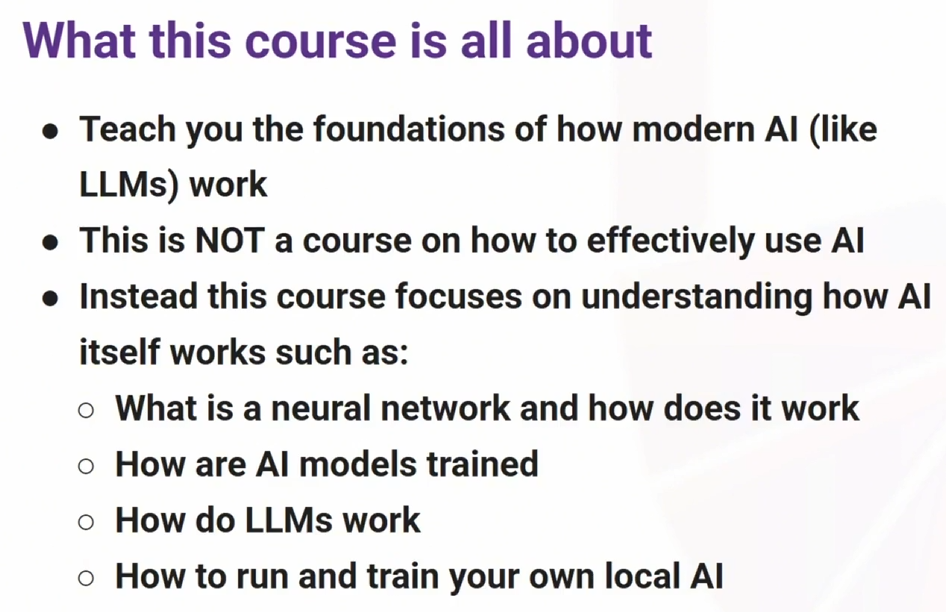 What this course is all about
● Teach you the foundations of how modern AI (like
LLMs) work
● This is NOT a course on how to effectively use AI
● Instead this course focuses on understanding how AI
itself works such as:
○ What is a neural network and how does it work
○ How are AI models trained
○ How do LLMs work
○ How to run and train your own local AI